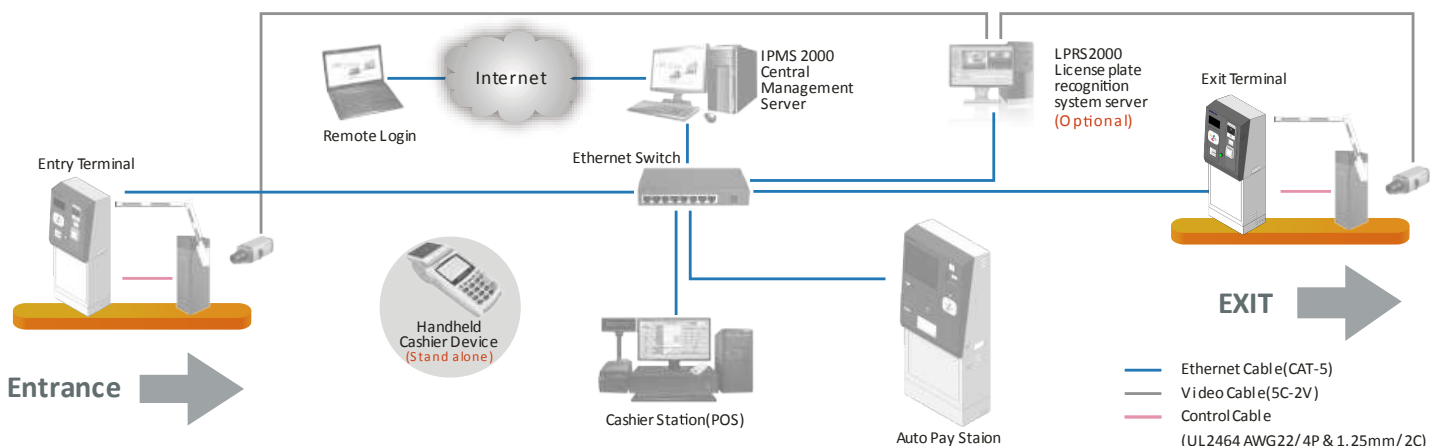 Internet
Remote Login
IPMS 2000
Central
Management
Server
LPRS2000
License plate
recognition
system server
(Optional)
Exit Terminal
Entry Terminal
Ethernet Switch
Handheld
Cashier Device
(Stand alone)
Entrance
Cashier Station(POS)
Auto Pay Staion
EXIT
Ethernet Cable(CAT-5)
Video Cable(5C-2V)
Control Cable
(UL2464 AWG22/4P & 1.25mm/2C)